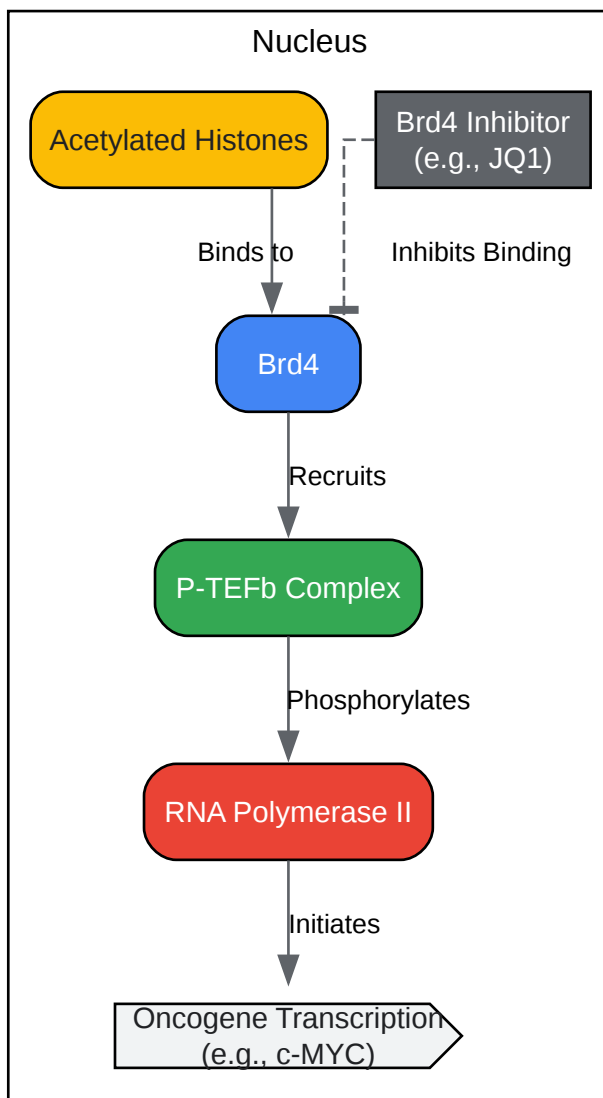 Nucleus
Acetylated Histones
Brd4 Inhibitor
(e.g., JQ1)
Binds to
Inhibits Binding
Brd4
Recruits
P-TEFb Complex
Phosphorylates
RNA Polymerase II
Initiates
Oncogene Transcription
(e.g., c-MYC)